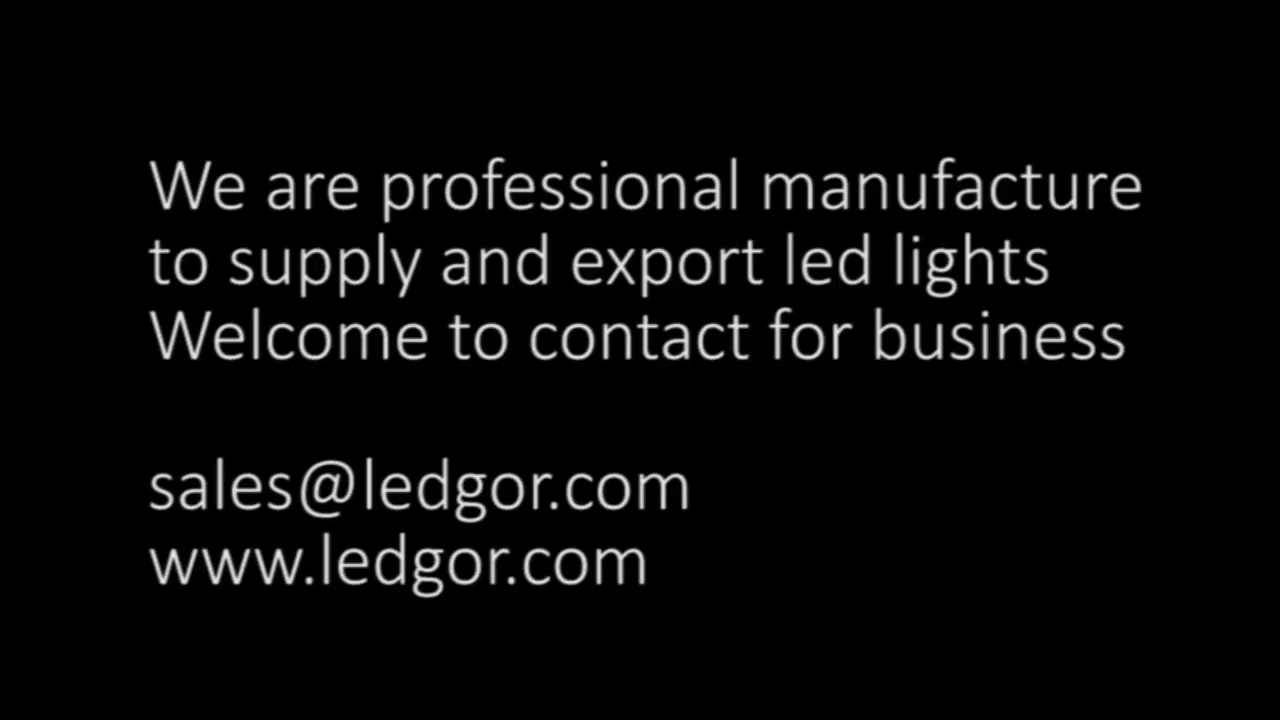 We are professional manufacture
to supply and export led lights
Welcome to contact for business
sales@ledgor.com
www.ledgor.com